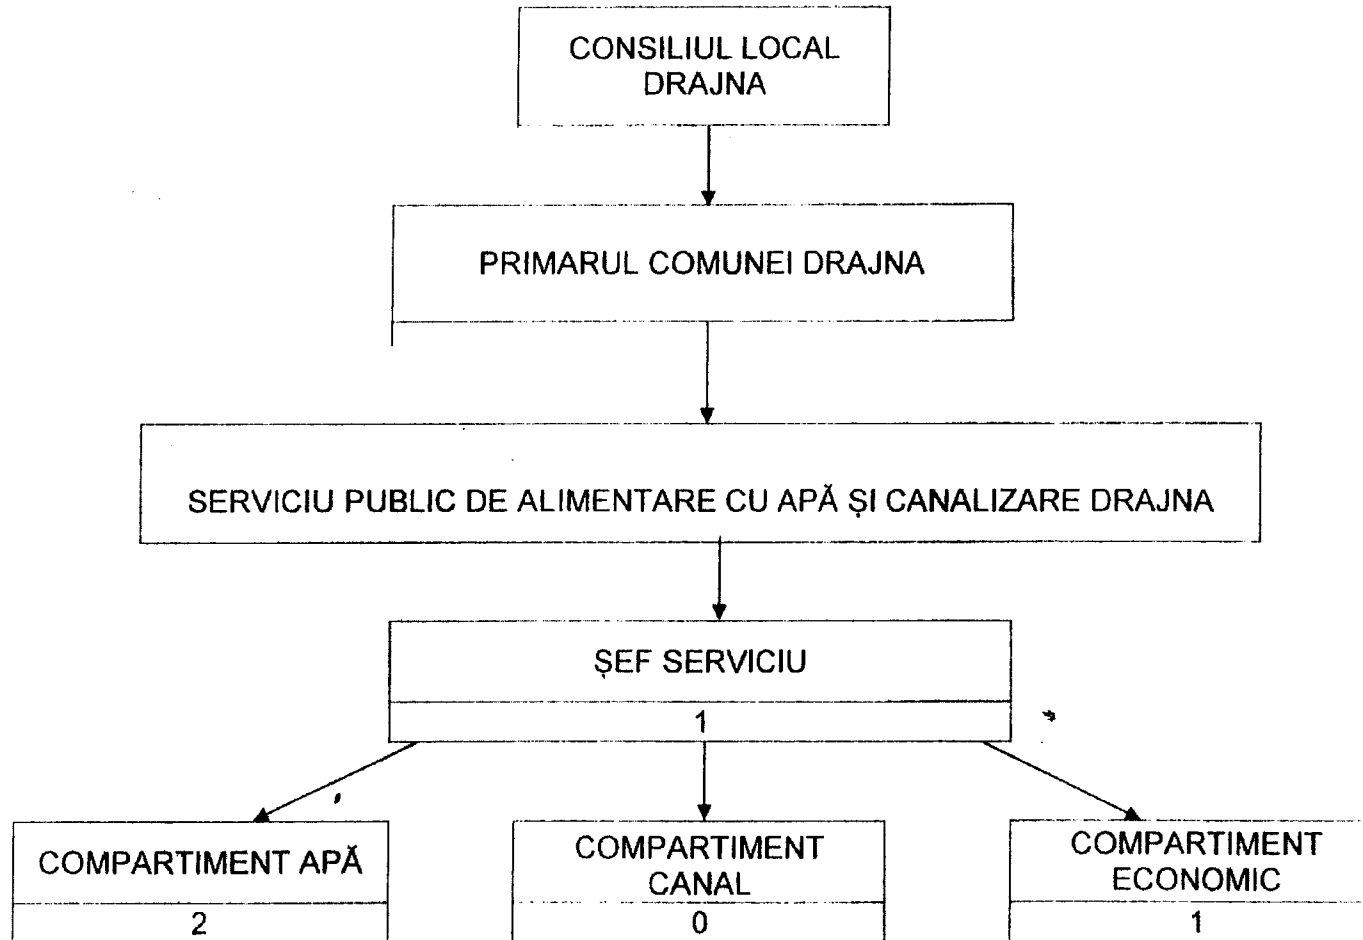 CONSILIUL LOCAL
DRAJNA
PRIMARUL COMUNEI DRAJNA
SERVICIU PUBLIC DE ALIMENTARE CU APĂ ȘI CANALIZARE DRAJNA
ȘEF SERVICIU
1
COMPARTIMENT APĂ
2
COMPARTIMENT
CANAL
0
COMPARTIMENT
ECONOMIC
1